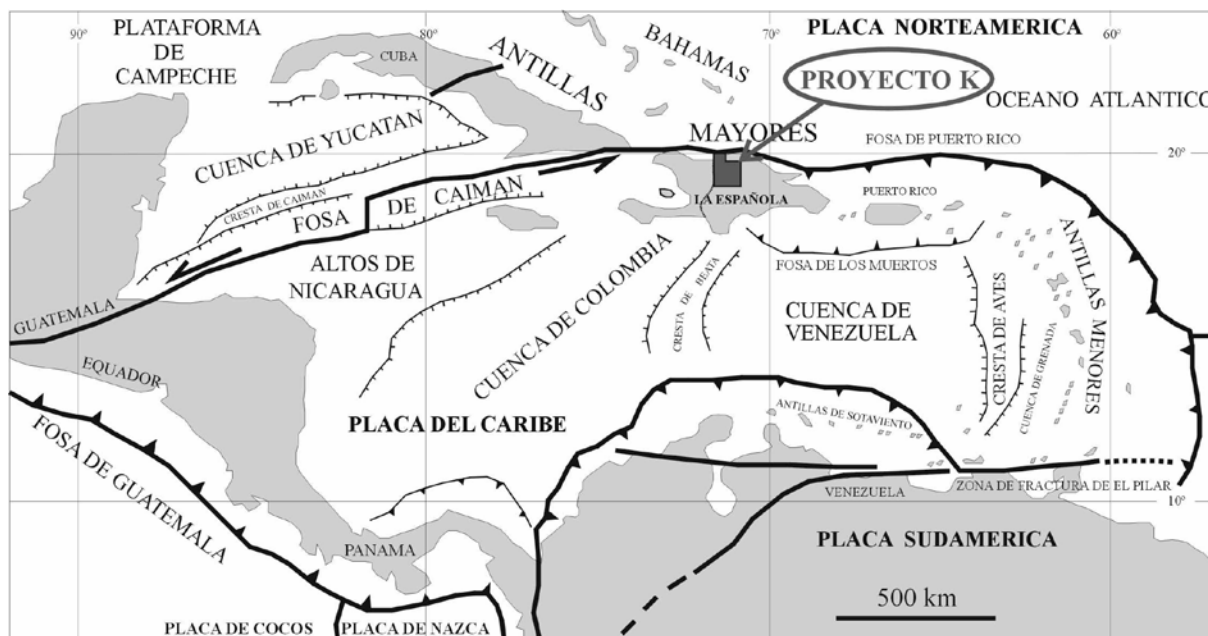 90°
80°
70°
60°
PLATAFORMA
DE
CAMPECHE
CUBA
ANTILLAS
BAHAMAS
PLACA NORTEAMERICA
PROYECTO K
OCEANO ATLANTICO
CUENCA DE YUCATAN
MAYORES
FOSA DE PUERTO RICO
20°
CRESTA DE CAIMAN
FOSA DE CAIMAN
LA ESPAÑOLA
PUERTO RICO
ALTOS DE
NICARAGUA
CUENCA DE COLOMBIA
CRESTA DE BEATA
FOSA DE LOS MUERTOS
CUENCA DE
VENEZUELA
CRESTA DE AVES
CUENCA DE GRENADA
ANTILLAS MENORES
GUATEMALA
EQUADOR
FOSA DE GUATEMALA
PLACA DEL CARIBE
ANTILLAS DE SOTAVIENTO
VENEZUELA
ZONA DE FRACTURA DE EL PILAR
10°
PANAMA
PLACA SUDAMERICA
500 km
PLACA DE COCOS
PLACA DE NAZCA